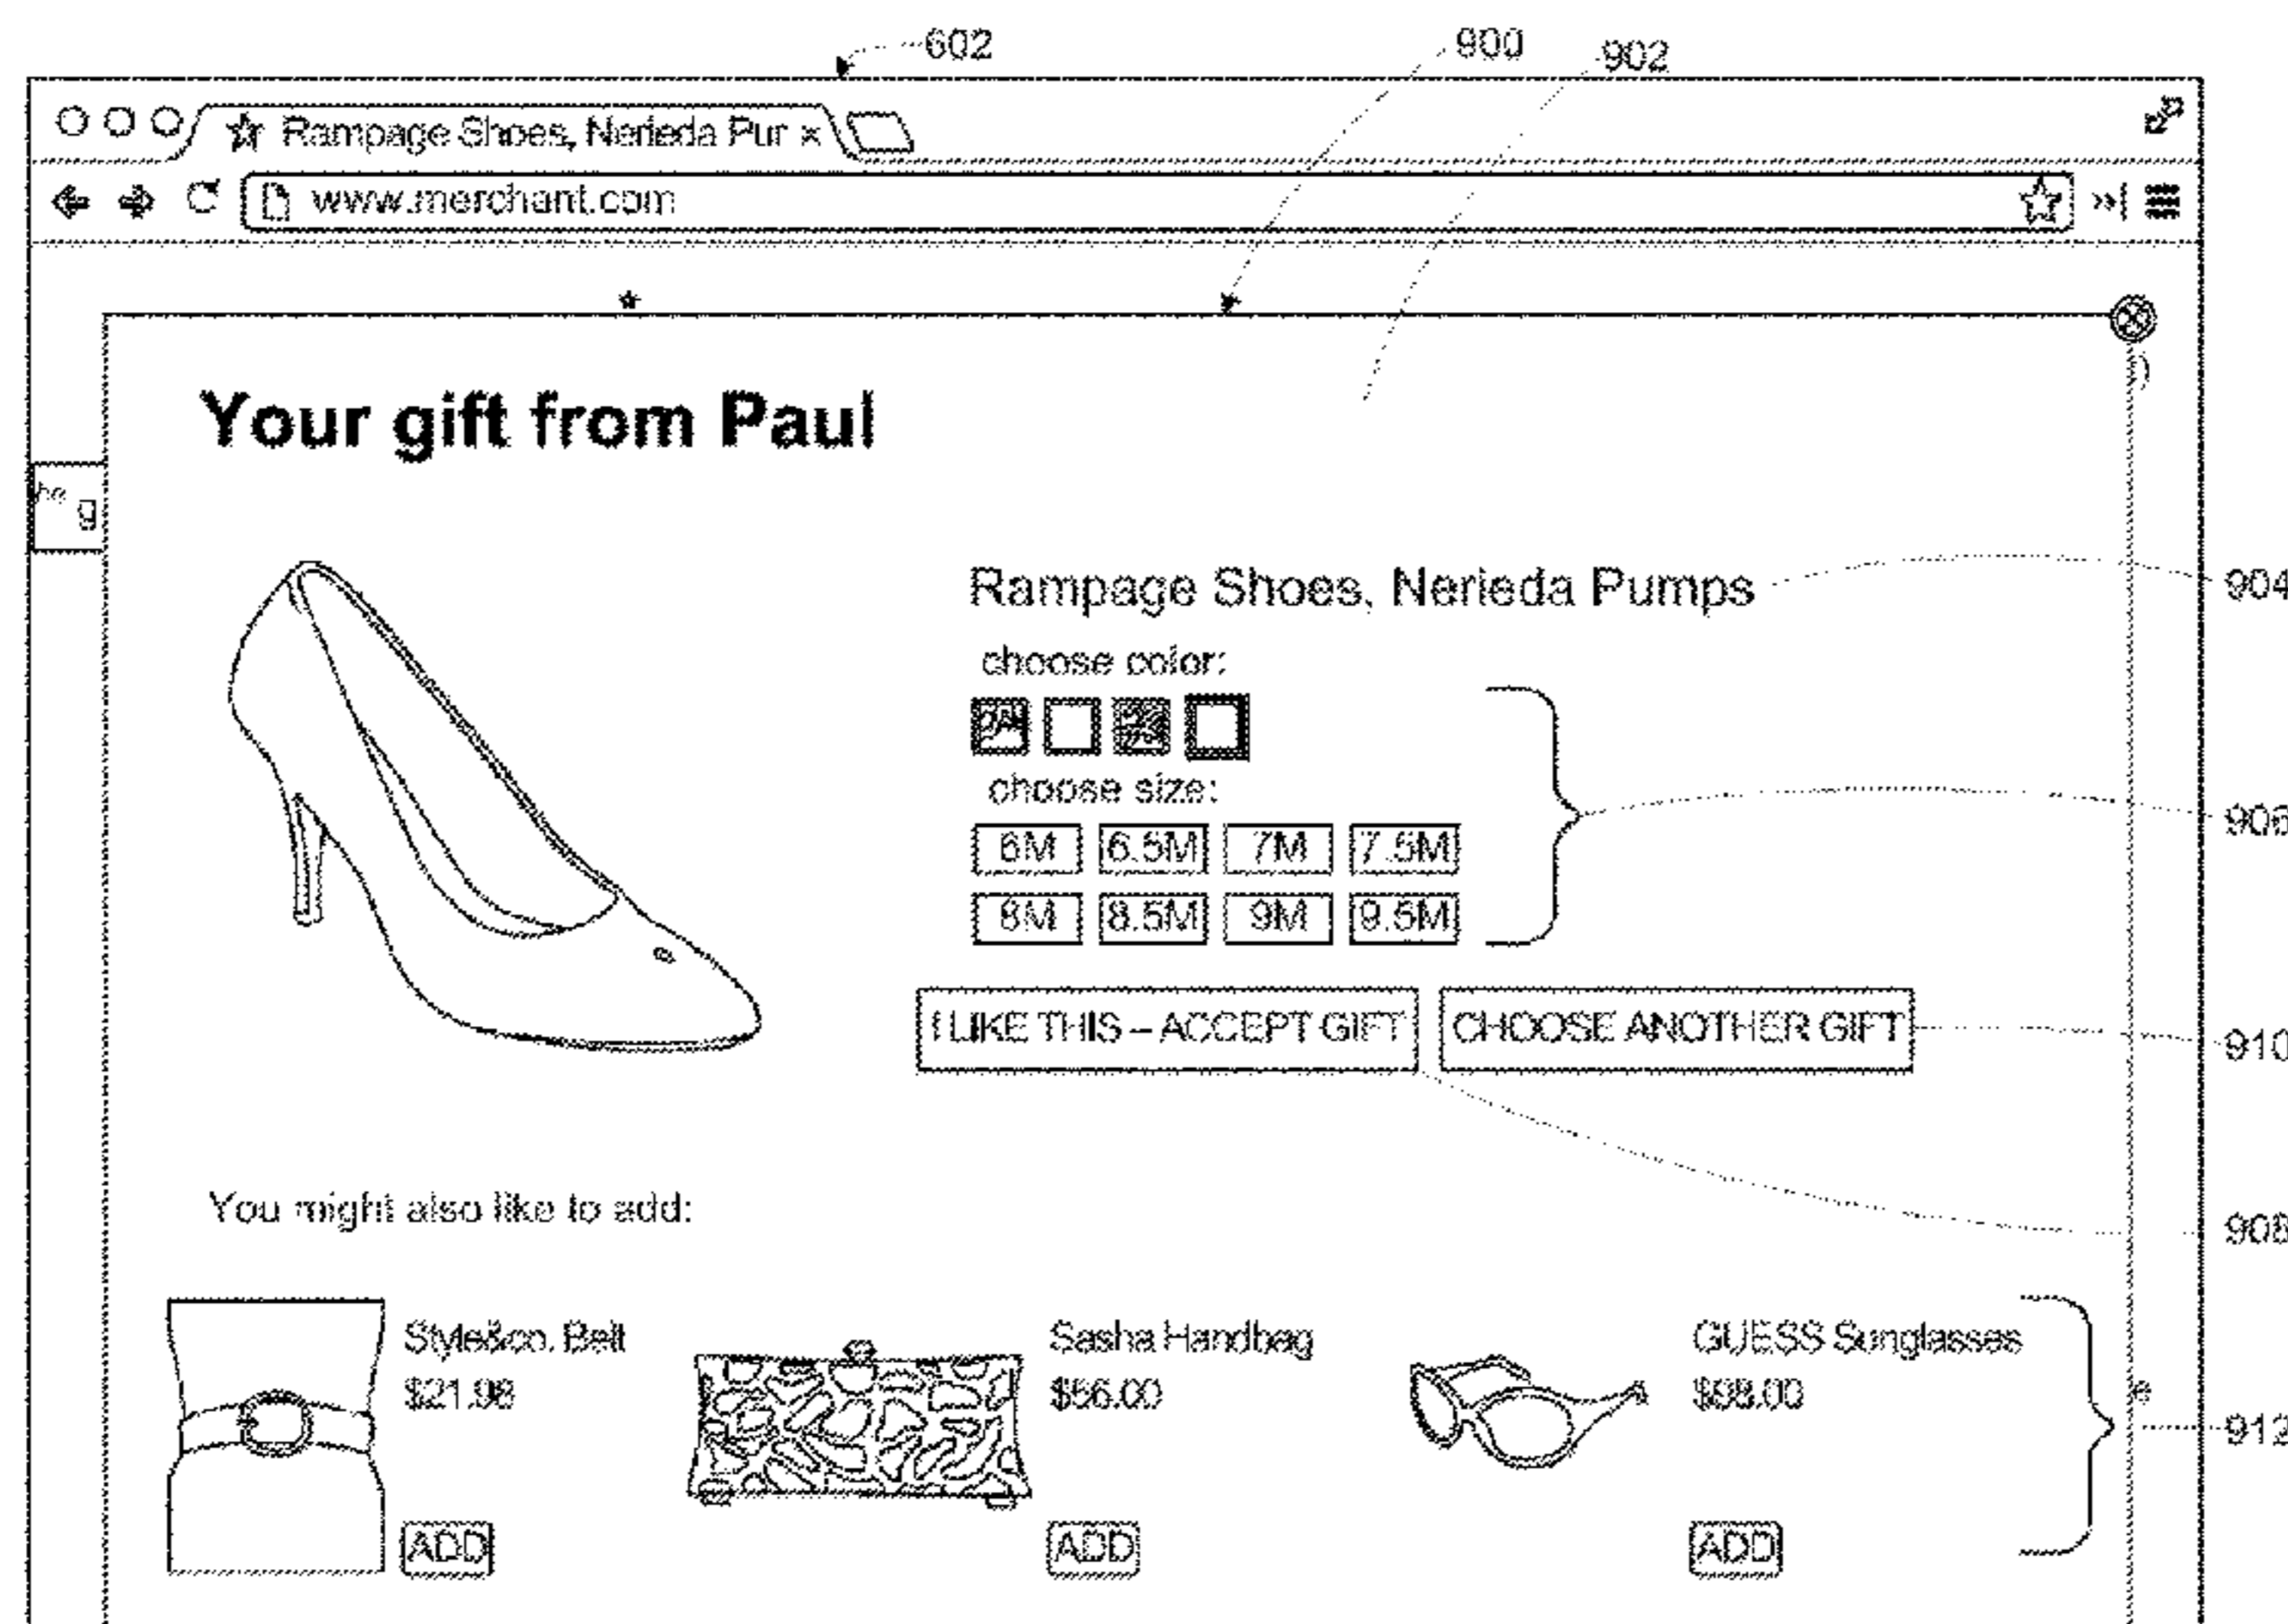 602
900
902
Rampage Shoes, Nerieda Pur ×
www.merchant.com
Your gift from Paul
he g
Rampage Shoes, Nerieda Pumps
904
choose color:
choose size:
906
6M 6.5M 7M 7.5M
8M 8.5M 9M 9.5M
I LIKE THIS – ACCEPT GIFT
CHOOSE ANOTHER GIFT
910
You might also like to add:
908
Style&co. Belt
$21.98
ADD
Sasha Handbag
$56.00
ADD
GUESS Sunglasses
$98.00
ADD
e
912